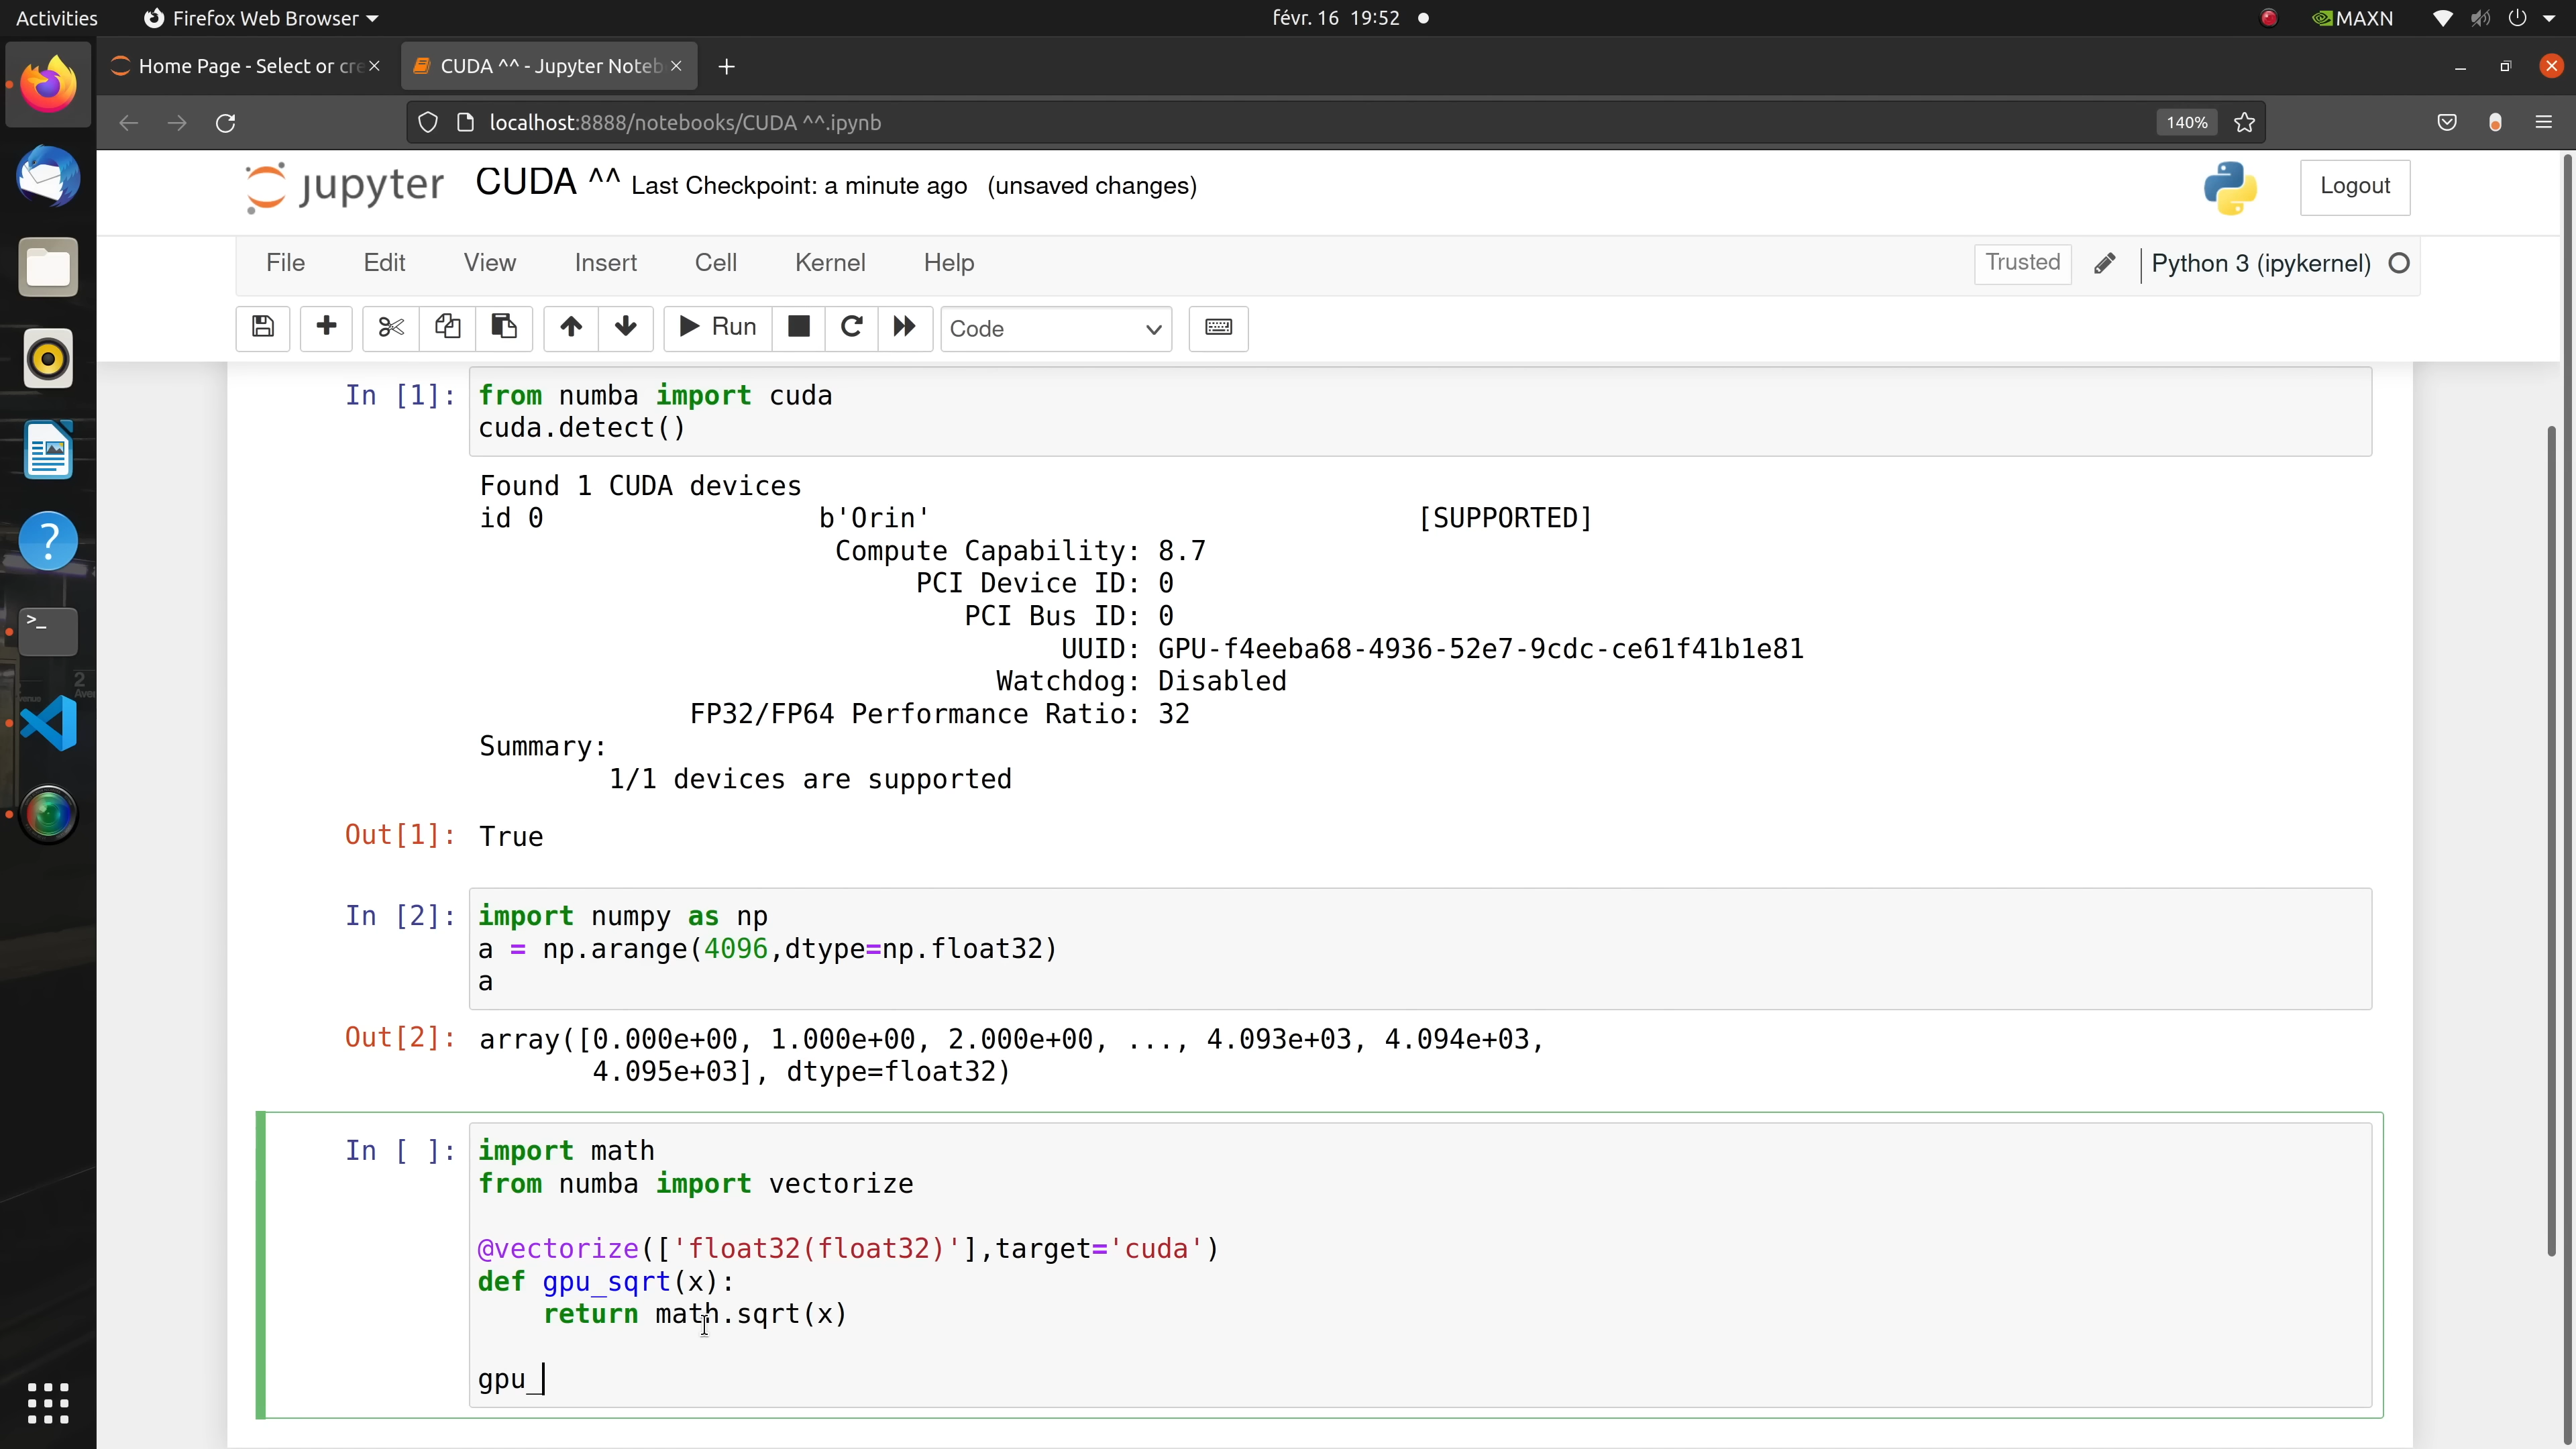 Activities Firefox Web Browser févr. 16 19:52 MAXN
Home Page - Select or cre CUDA ^^ - Jupyter Noteb
localhost:8888/notebooks/CUDA ^^.ipynb 140%
jupyter CUDA ^^ Last Checkpoint: a minute ago (unsaved changes) Logout
File Edit View Insert Cell Kernel Help Trusted Python 3 (ipykernel)
Run Code
In [1]: from numba import cuda
cuda.detect()
Found 1 CUDA devices
id 0 b'Orin' [SUPPORTED]
Compute Capability: 8.7
PCI Device ID: 0
PCI Bus ID: 0
UUID: GPU-f4eeba68-4936-52e7-9cdc-ce61f41b1e81
Watchdog: Disabled
FP32/FP64 Performance Ratio: 32
Summary:
1/1 devices are supported
Out[1]: True
In [2]: import numpy as np
a = np.arange(4096,dtype=np.float32)
a
Out[2]: array([0.000e+00, 1.000e+00, 2.000e+00, ..., 4.093e+03, 4.094e+03,
4.095e+03], dtype=float32)
In [ ]: import math
from numba import vectorize
@vectorize(['float32(float32)'],target='cuda')
def gpu_sqrt(x):
return math.sqrt(x)
gpu_